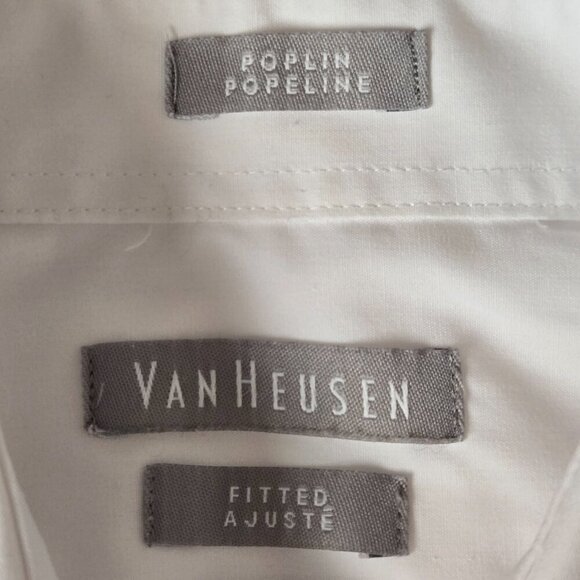 POPLIN
POPELINE
VAN HEUSEN
FITTED
AJUSTÉ